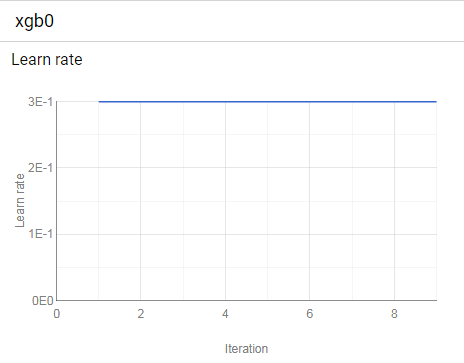 xgb0
Learn rate
3E-1
2E-1
1E-1
0E0
Learn rate
0 2 4 6 8
Iteration